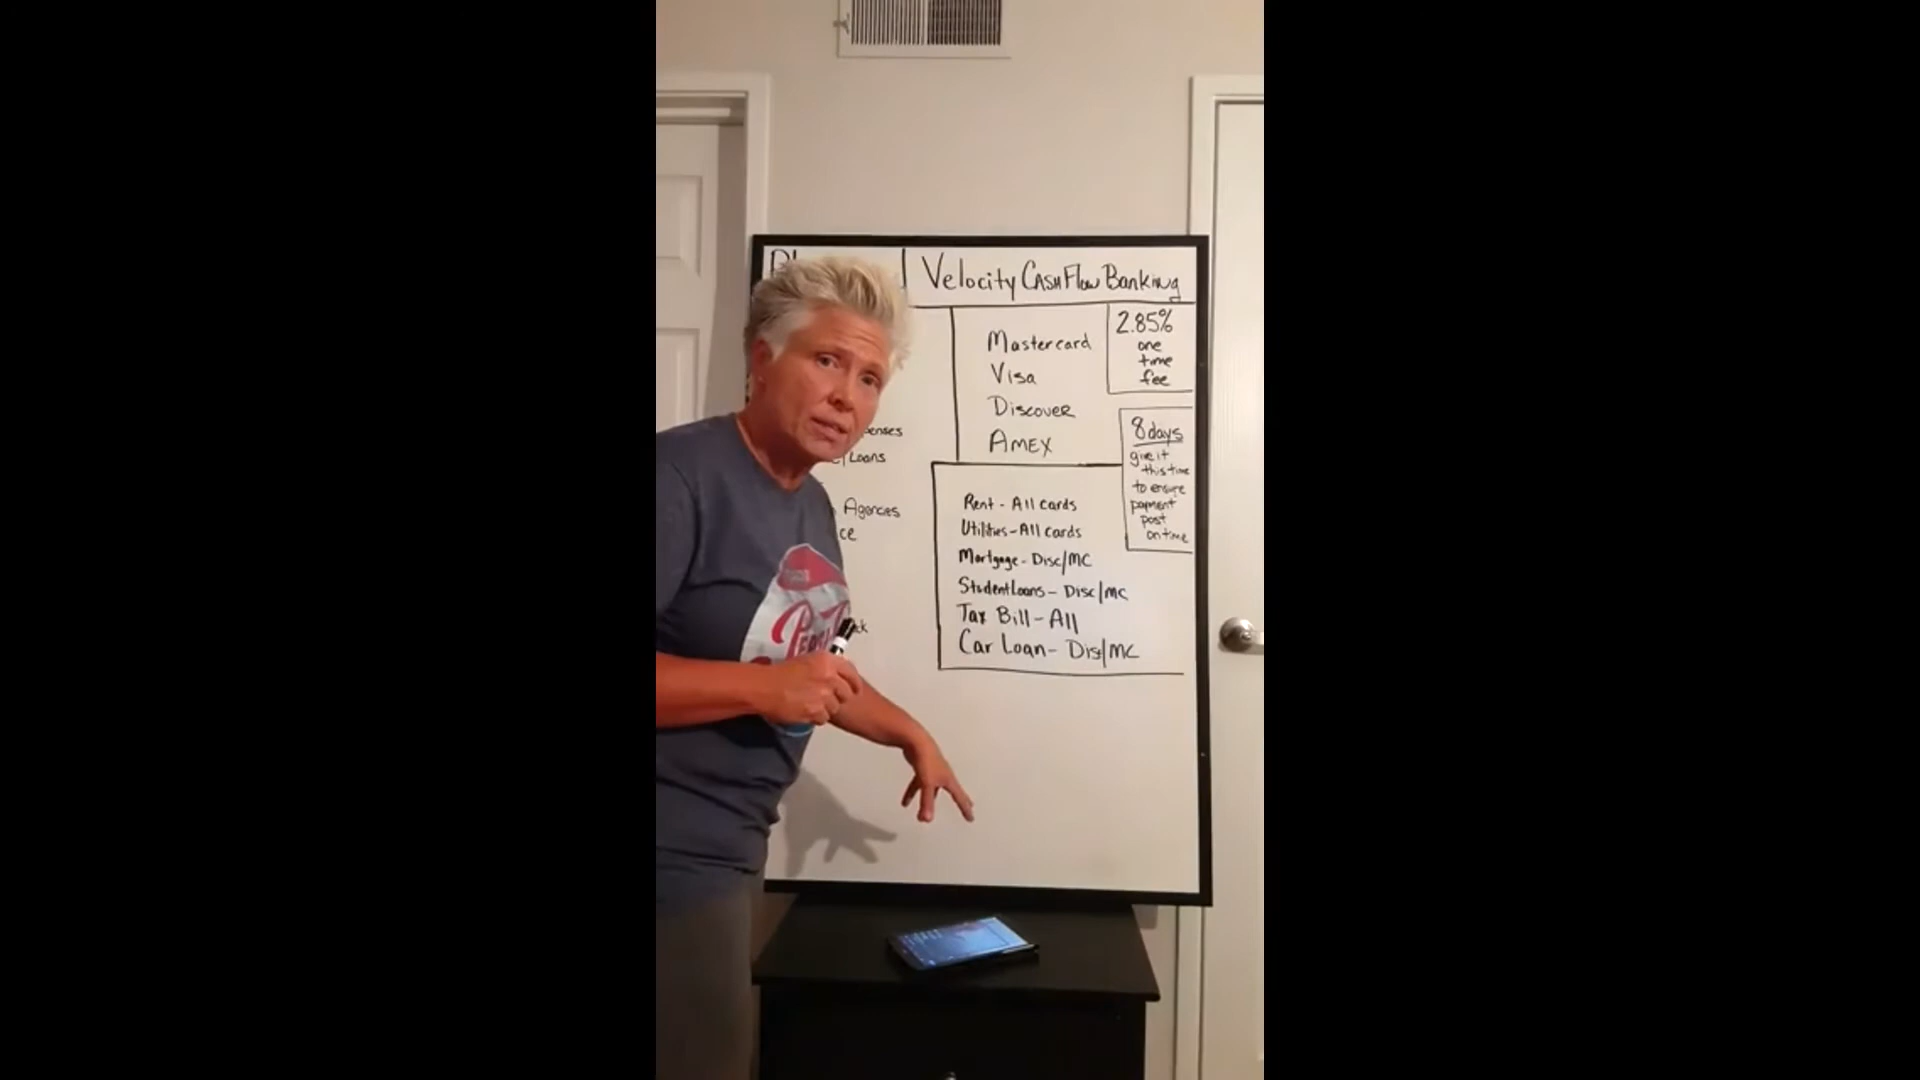 Velocity CASH Flow Banking
2.85%
one
time
fee
Mastercard
Visa
Discover
AMEX
8 days
give it
this time
to ensure
payment
post
on time
Loans
Agencies
Rent - All cards
Utilities - All cards
Mortgage - Disc/MC
Student Loans - Disc/MC
Tax Bill - All
Car Loan - Disc/MC